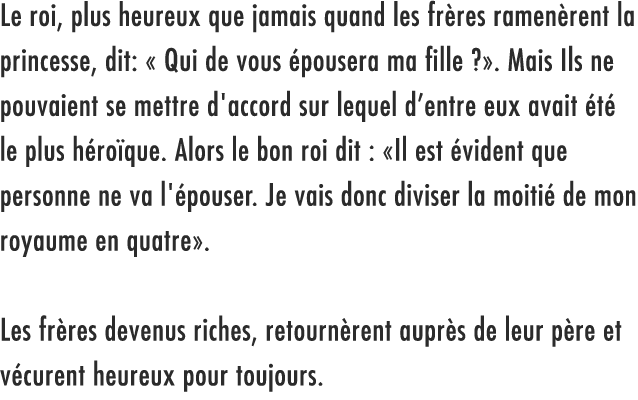 Le roi, plus heureux que jamais quand les frères ramenèrent la
princesse, dit: « Qui de vous épousera ma fille ?». Mais Ils ne
pouvaient se mettre d'accord sur lequel d’entre eux avait été
le plus héroïque. Alors le bon roi dit : «Il est évident que
personne ne va l'épouser. Je vais donc diviser la moitié de mon
royaume en quatre».
Les frères devenus riches, retournèrent auprès de leur père et
vécurent heureux pour toujours.